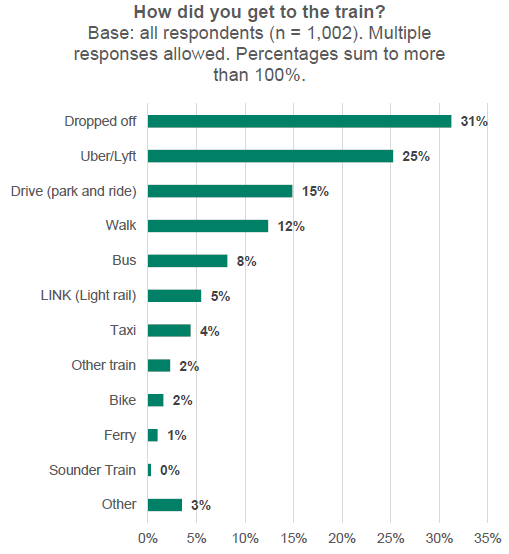 How did you get to the train?
Base: all respondents (n = 1,002). Multiple
responses allowed. Percentages sum to more
than 100%.
Dropped off 31%
Uber/Lyft 25%
Drive (park and ride) 15%
Walk 12%
Bus 8%
LINK (Light rail) 5%
Taxi 4%
Other train 2%
Bike 2%
Ferry 1%
Sounder Train 0%
Other 3%
0% 5% 10% 15% 20% 25% 30% 35%